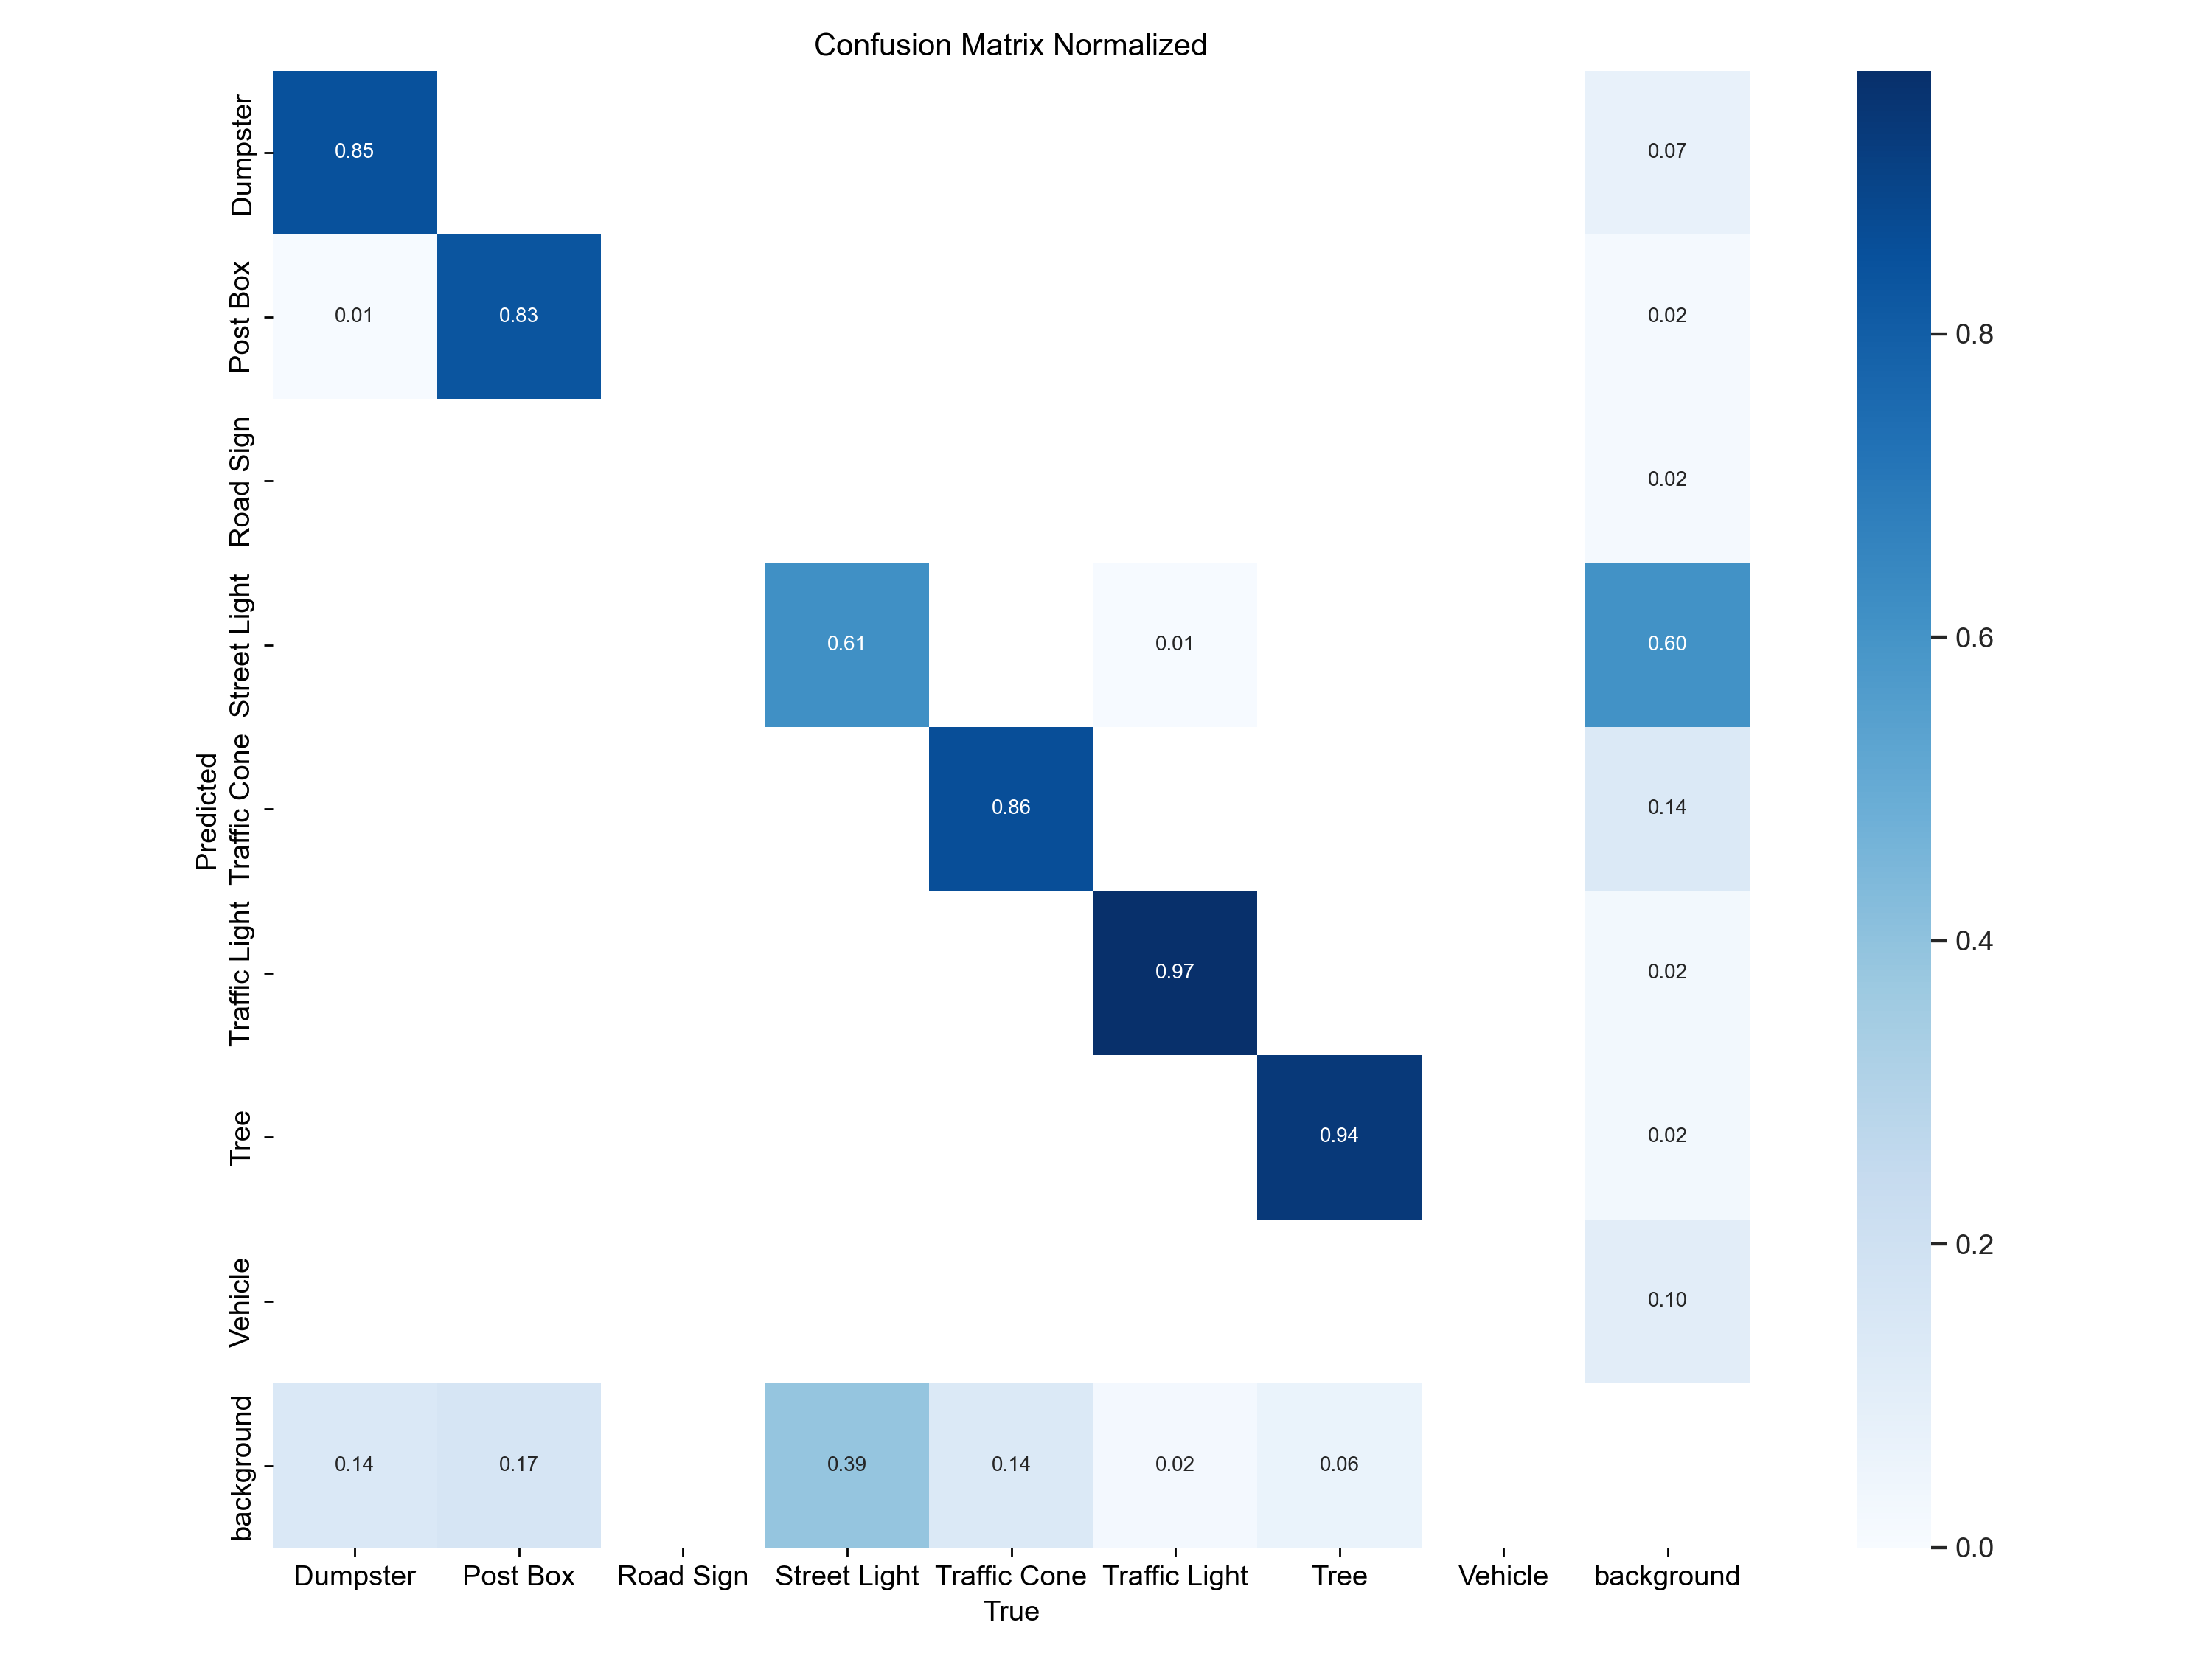 Confusion Matrix Normalized
Dumpster
0.85
0.07
Post Box
0.01
0.83
0.02
Road Sign
0.02
Street Light
0.61
0.01
0.60
Traffic Cone
0.86
0.14
Traffic Light
0.97
0.02
Tree
0.94
0.02
Vehicle
0.10
background
0.14
0.17
0.39
0.14
0.02
0.06
Predicted
Dumpster
Post Box
Road Sign
Street Light
Traffic Cone
Traffic Light
Tree
Vehicle
background
True
0.8
0.6
0.4
0.2
0.0